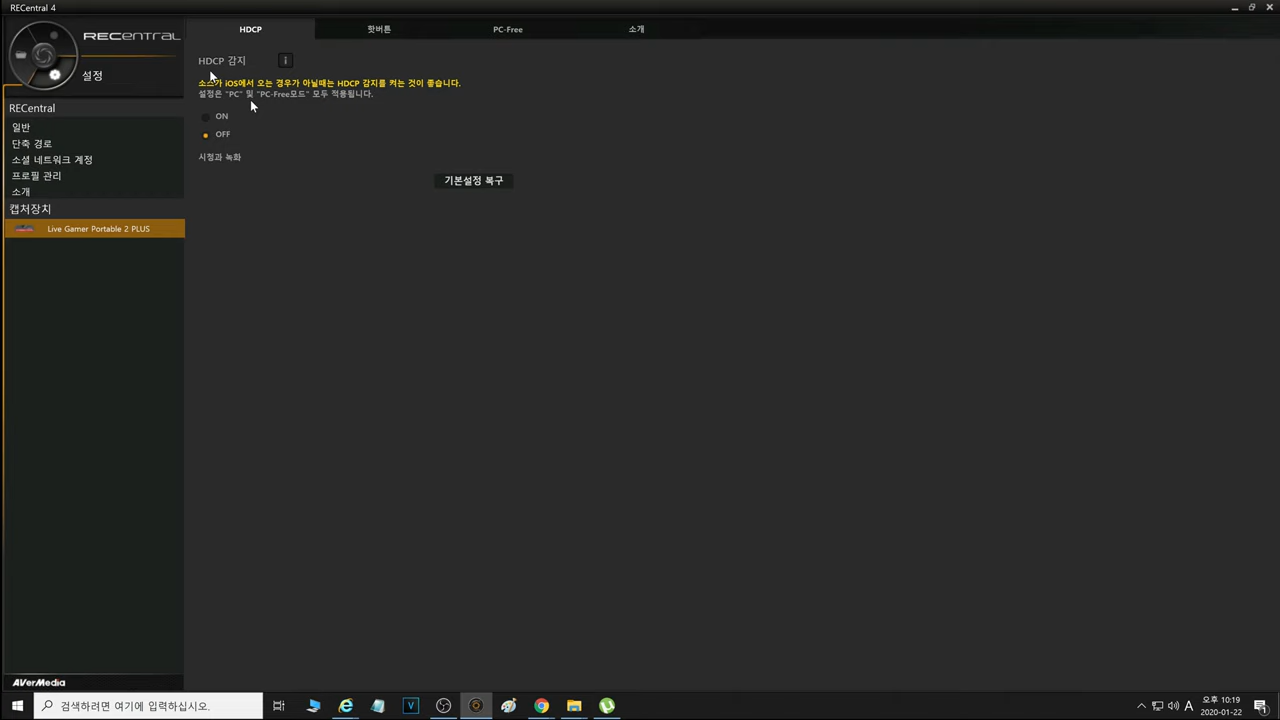 RECentral 4
RECENTRAL
설정
HDCP
핫버튼
PC-Free
소개
RECentral
일반
단축 경로
소셜 네트워크 계정
프로필 관리
소개
캡처장치
Live Gamer Portable 2 PLUS
HDCP 감지
i
소스가 iOS에서 오는 경우가 아닐때는 HDCP 감지를 켜는 것이 좋습니다.
설정은 "PC" 및 "PC-Free모드" 모두 적용됩니다.
ON
OFF
시청과 녹화
기본설정 복구
AVerMedia
검색하려면 여기에 입력하십시오.
V
A
오후 10:19
2020-01-22
1